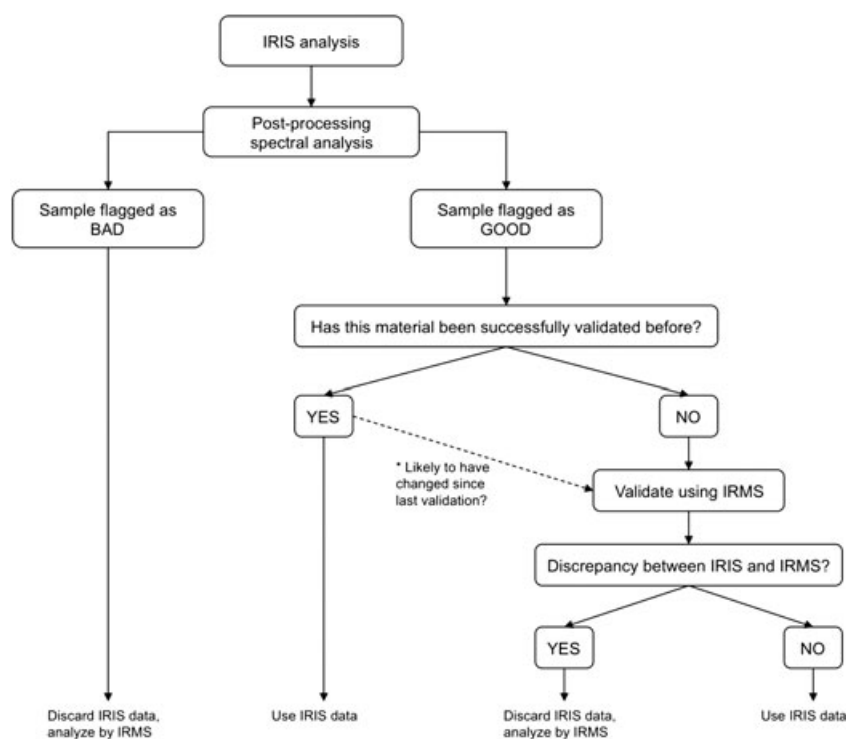 IRIS analysis
Post-processing
spectral analysis
Sample flagged as
BAD
Sample flagged as
GOOD
Has this material been successfully validated before?
YES
NO
* Likely to have
changed since
last validation?
Validate using IRMS
Discrepancy between IRIS and IRMS?
YES
NO
Discard IRIS data,
analyze by IRMS
Use IRIS data
Discard IRIS data,
analyze by IRMS
Use IRIS data